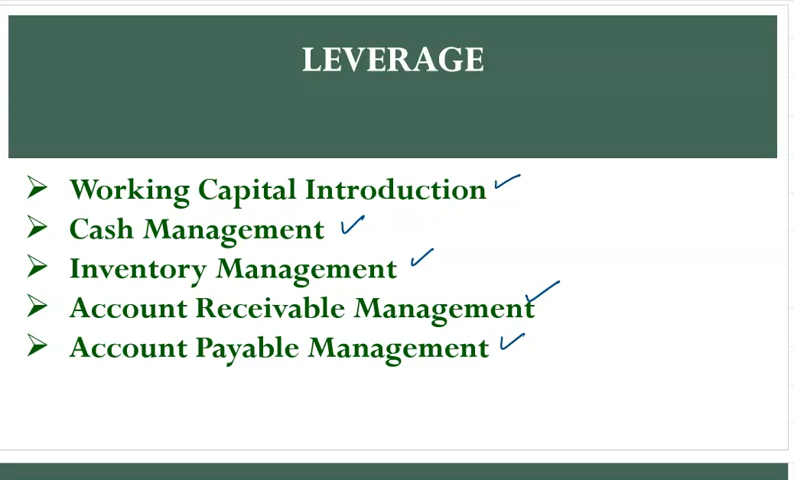 LEVERAGE
➢ Working Capital Introduction ✓
➢ Cash Management ✓
➢ Inventory Management ✓
➢ Account Receivable Management ✓
➢ Account Payable Management ✓